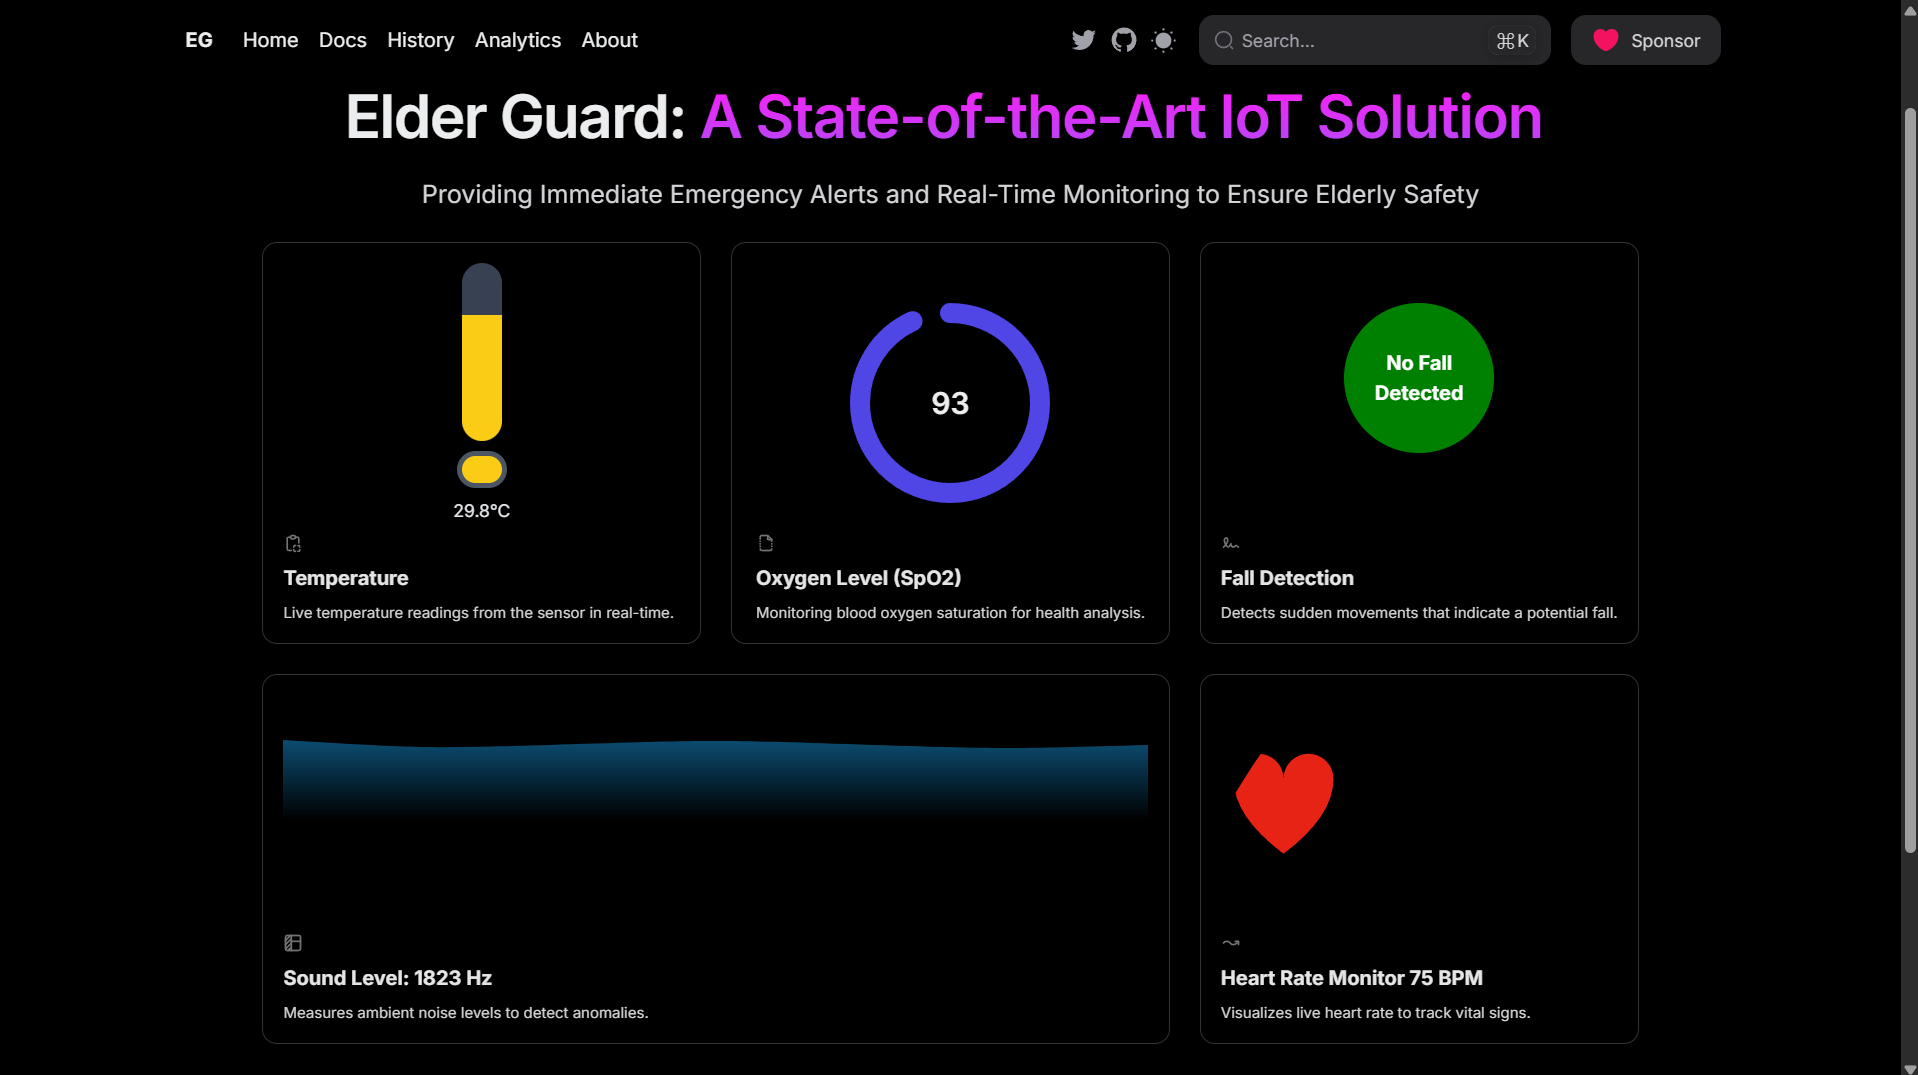 EG Home Docs History Analytics About Search... ⌘K Sponsor
Elder Guard: A State-of-the-Art IoT Solution
Providing Immediate Emergency Alerts and Real-Time Monitoring to Ensure Elderly Safety
29.8°C
Temperature
Live temperature readings from the sensor in real-time.
93
Oxygen Level (SpO2)
Monitoring blood oxygen saturation for health analysis.
No Fall
Detected
Fall Detection
Detects sudden movements that indicate a potential fall.
Sound Level: 1823 Hz
Measures ambient noise levels to detect anomalies.
Heart Rate Monitor 75 BPM
Visualizes live heart rate to track vital signs.